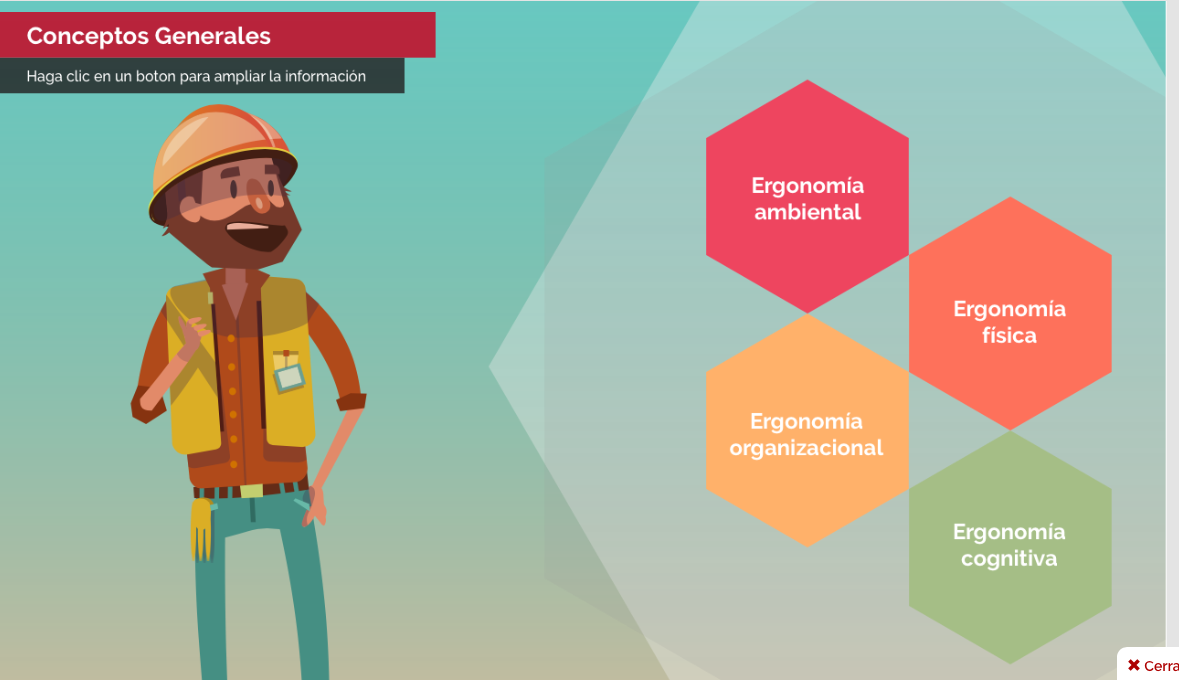 Conceptos Generales
Haga clic en un boton para ampliar la información
Ergonomía
ambiental
Ergonomía
física
Ergonomía
organizacional
Ergonomía
cognitiva
✖ Cerra